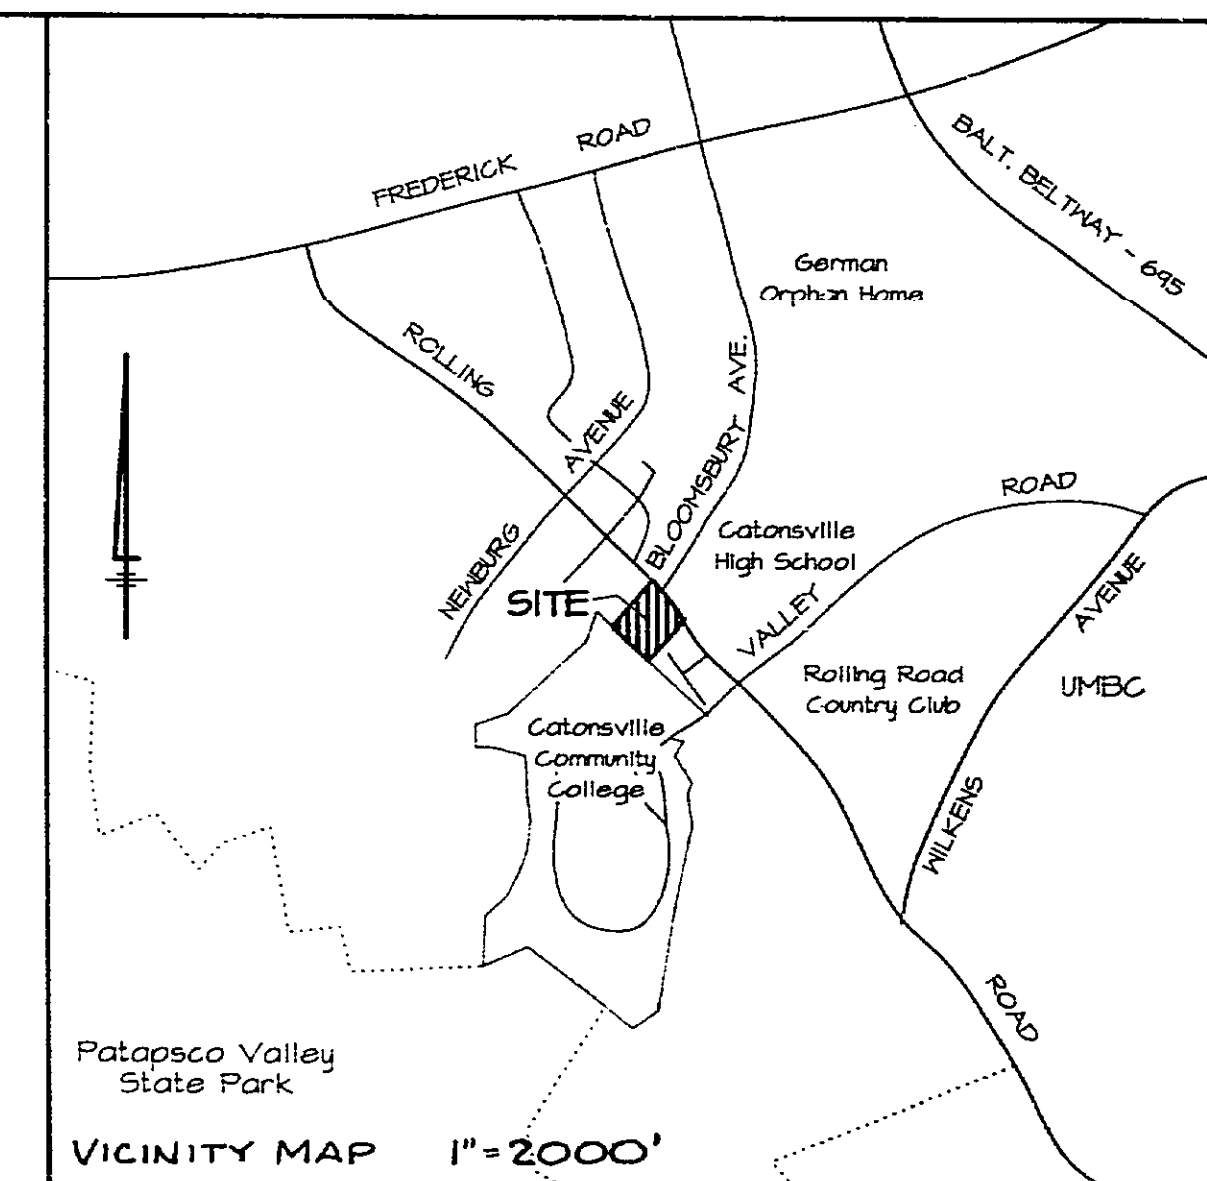 FREDERICK ROAD
BALT. BELTWAY - 695
German
Orphan Home
ROLLING
AVENUE
BLOOMSBURY AVE.
NEWBURG
ROAD
Catonsville
High School
SITE
VALLEY
AVENUE
Rolling Road
Country Club
UMBC
Catonsville
Community
College
WILKENS
ROAD
Patapsco Valley
State Park
VICINITY MAP 1"=2000'